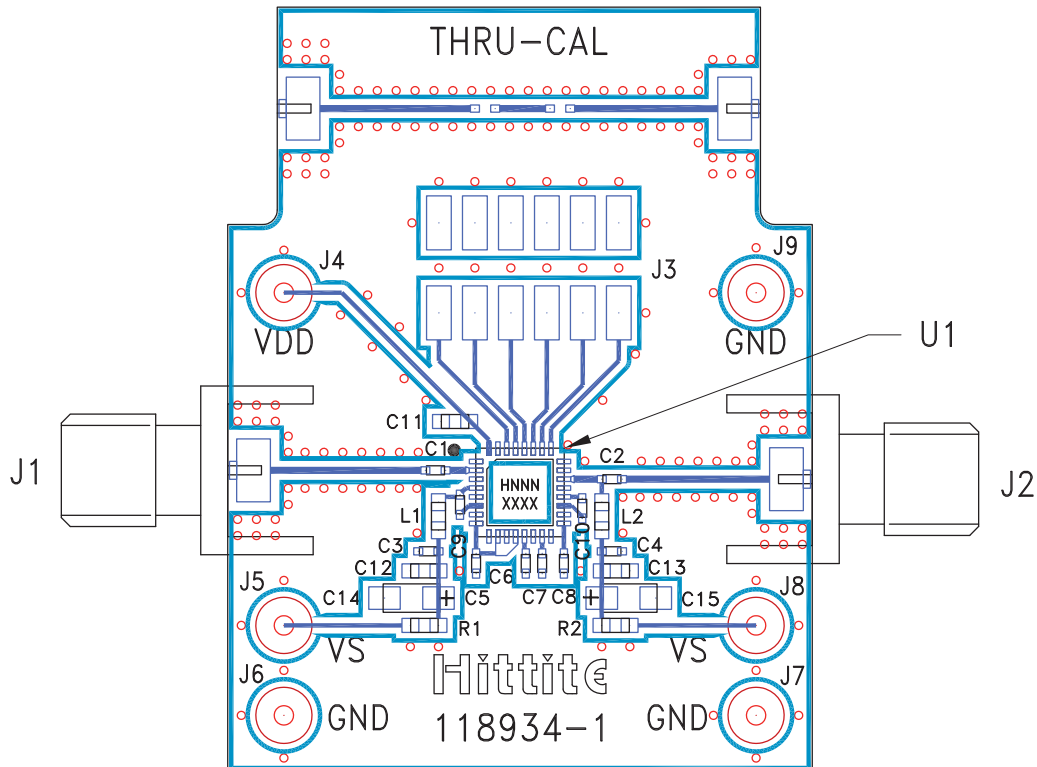 THRU-CAL
J4
J9
J3
VDD
GND
U1
C11
C1
C2
HNNN
XXXX
J1
J2
L1
L2
C3
C9
C10
C4
C12
C6
C13
J5
C14
C5
C7
C8
C15
J8
VS
R1
R2
VS
J6
Hittite
J7
GND
118934-1
GND